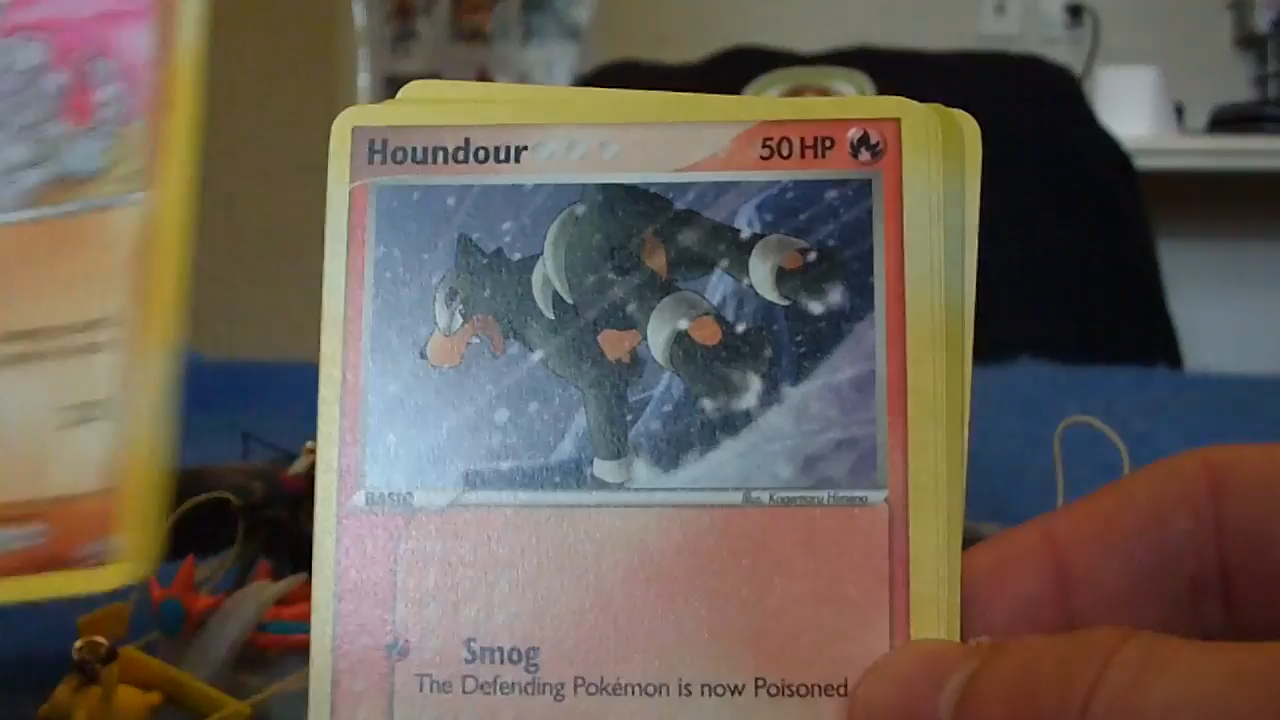 Houndour 50 HP
BASIC Illus. Kagemaru Himeno
Smog
The Defending Pokémon is now Poisoned